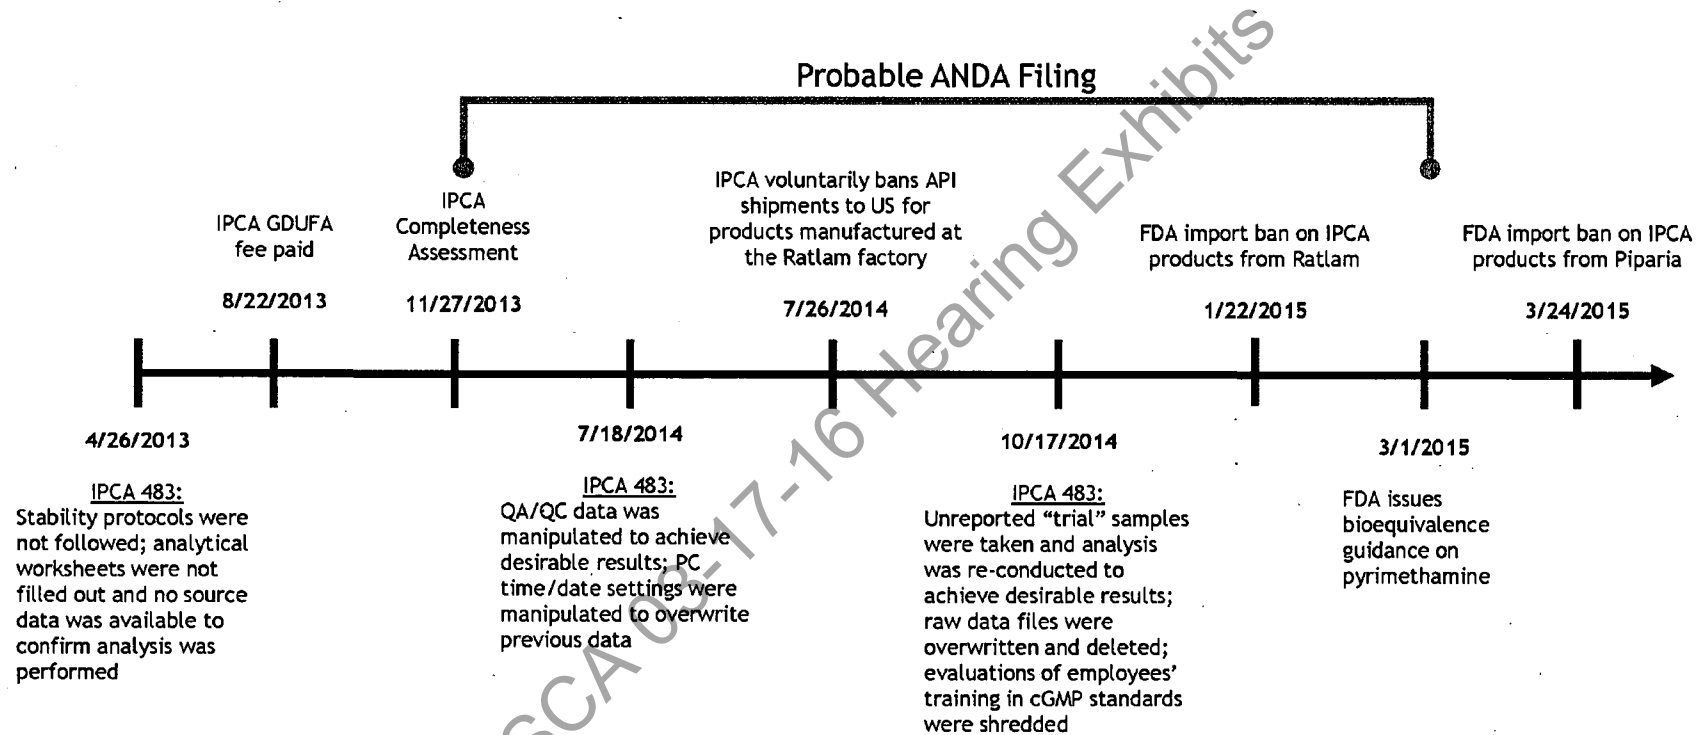 Probable ANDA Filing
IPCA GDUFA
fee paid
8/22/2013
IPCA
Completeness
Assessment
11/27/2013
IPCA voluntarily bans API
shipments to US for
products manufactured at
the Ratlam factory
7/26/2014
FDA import ban on IPCA
products from Ratlam
1/22/2015
FDA import ban on IPCA
products from Piparia
3/24/2015
4/26/2013
IPCA 483:
Stability protocols were
not followed; analytical
worksheets were not
filled out and no source
data was available to
confirm analysis was
performed
7/18/2014
IPCA 483:
QA/QC data was
manipulated to achieve
desirable results; PC
time/date settings were
manipulated to overwrite
previous data
10/17/2014
IPCA 483:
Unreported “trial” samples
were taken and analysis
was re-conducted to
achieve desirable results;
raw data files were
overwritten and deleted;
evaluations of employees’
training in cGMP standards
were shredded
3/1/2015
FDA issues
bioequivalence
guidance on
pyrimethamine
SCA 03-17-16 Hearing Exhibits